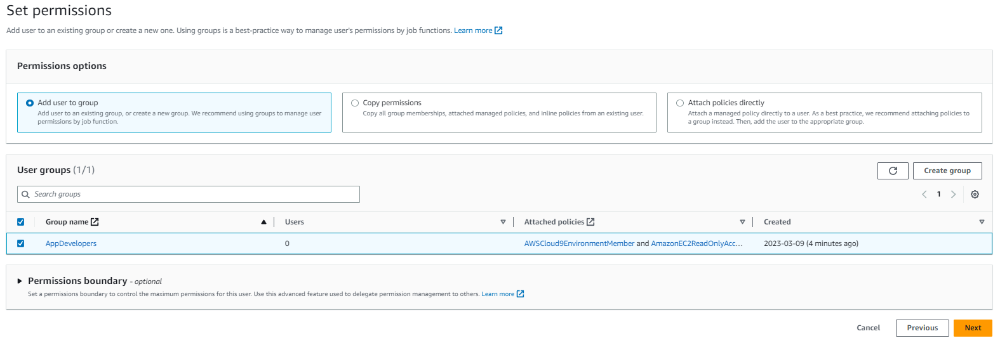 Set permissions
Add user to an existing group or create a new one. Using groups is a best-practice way to manage user's permissions by job functions. Learn more
Permissions options
Add user to group
Add user to an existing group, or create a new group. We recommend using groups to manage user
permissions by job function.
Copy permissions
Copy all group memberships, attached managed policies, and inline policies from an existing user.
Attach policies directly
Attach a managed policy directly to a user. As a best practice, we recommend attaching policies to
a group instead. Then, add the user to the appropriate group.
User groups (1/1)
Create group
Search groups
1
Group name Users Attached policies Created
AppDevelopers 0 AWSCloud9EnvironmentMember and AmazonEC2ReadOnlyAcc... 2023-03-09 (4 minutes ago)
Permissions boundary - optional
Set a permissions boundary to control the maximum permissions for this user. Use this advanced feature used to delegate permission management to others. Learn more
Cancel Previous Next